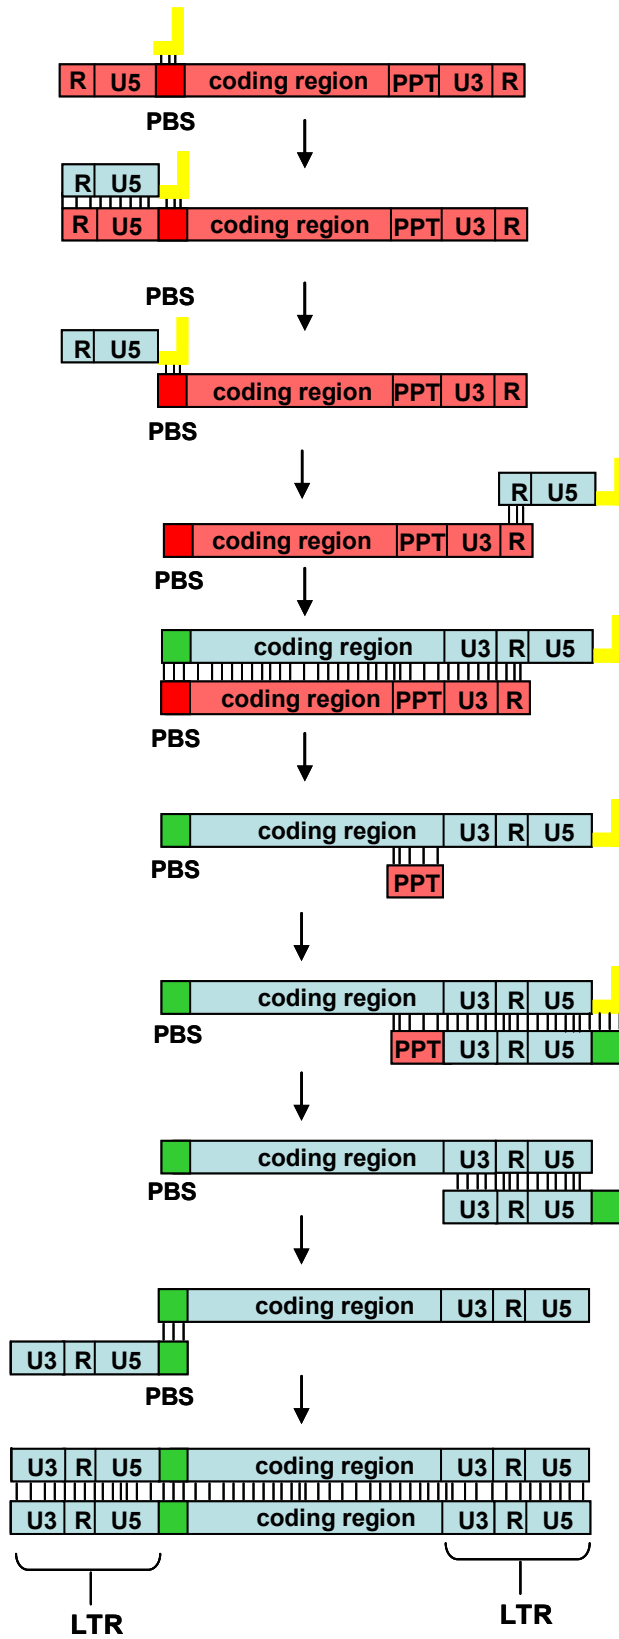 R U5 coding region PPT U3 R
PBS
R U5
R U5 coding region PPT U3 R
PBS
R U5
coding region PPT U3 R
PBS
R U5
coding region PPT U3 R
PBS
coding region U3 R U5
coding region PPT U3 R
PBS
coding region U3 R U5
PBS
PPT
coding region U3 R U5
PBS
PPT U3 R U5
coding region U3 R U5
PBS
U3 R U5
coding region U3 R U5
U3 R U5
PBS
U3 R U5 coding region U3 R U5
U3 R U5 coding region U3 R U5
LTR LTR